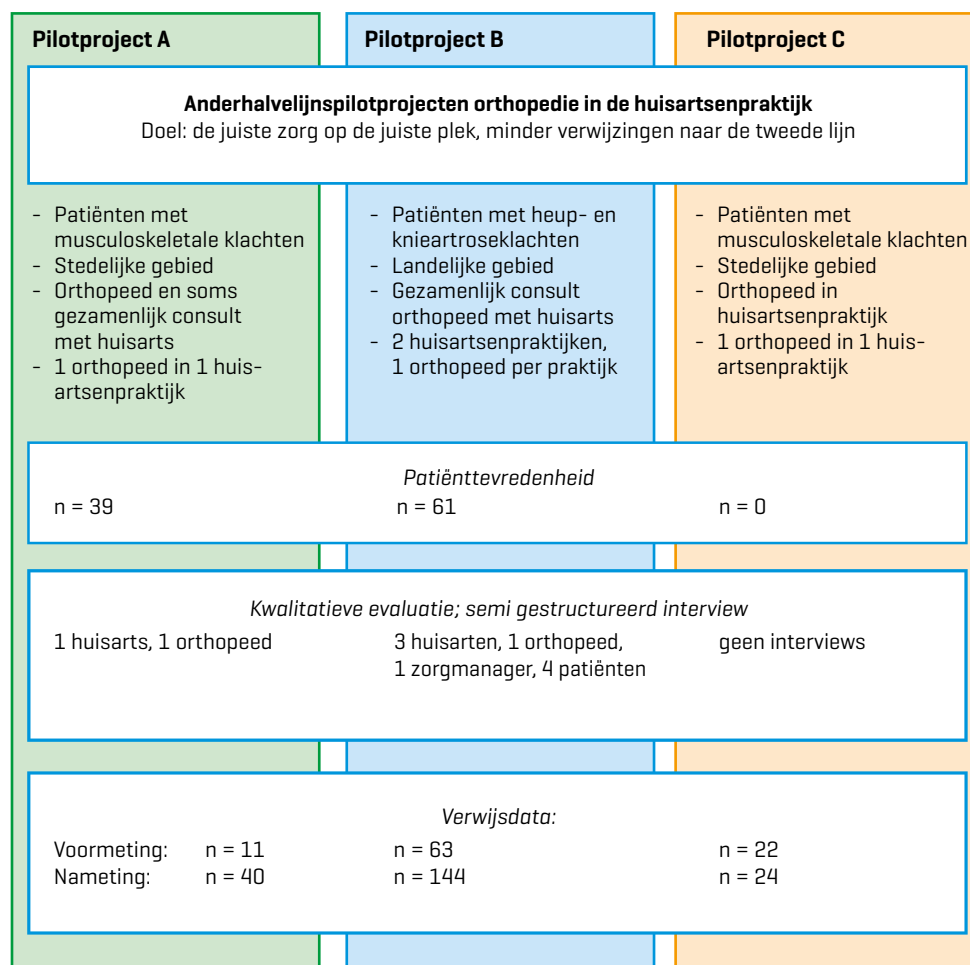 Pilotproject A
Pilotproject B
Pilotproject C
Anderhalvelijnspilotprojecten orthopedie in de huisartsenpraktijk
Doel: de juiste zorg op de juiste plek, minder verwijzingen naar de tweede lijn
- Patiënten met
musculoskeletale klachten
- Stedelijke gebied
- Orthopeed en soms
gezamenlijk consult
met huisarts
- 1 orthopeed in 1 huis-
artsenpraktijk
- Patiënten met heup- en
knieartroseklachten
- Landelijke gebied
- Gezamenlijk consult
orthopeed met huisarts
- 2 huisartsenpraktijken,
1 orthopeed per praktijk
- Patiënten met
musculoskeletale klachten
- Stedelijke gebied
- Orthopeed in
huisartsenpraktijk
- 1 orthopeed in 1 huis-
artsenpraktijk
Patiënttevredenheid
n = 39
n = 61
n = 0
Kwalitatieve evaluatie; semi gestructureerd interview
1 huisarts, 1 orthopeed
3 huisarten, 1 orthopeed,
1 zorgmanager, 4 patiënten
geen interviews
Verwijsdata:
Voormeting: n = 11 n = 63 n = 22
Nameting: n = 40 n = 144 n = 24